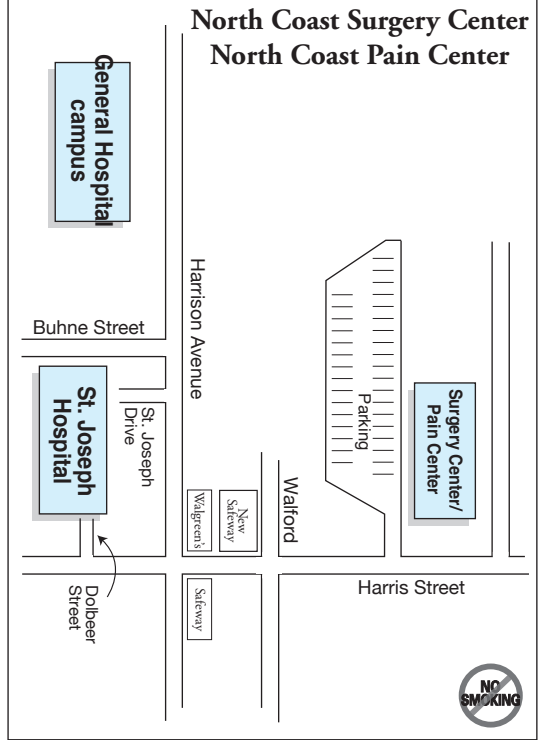 North Coast Surgery Center
North Coast Pain Center
General Hospital
campus
Harrison Avenue
Buhne Street
St. Joseph
Hospital
St. Joseph
Drive
Parking
Surgery Center/
Pain Center
Walford
New
Safeway
Walgreen's
Harris Street
Safeway
Dolbeer
Street
NO
SMOKING